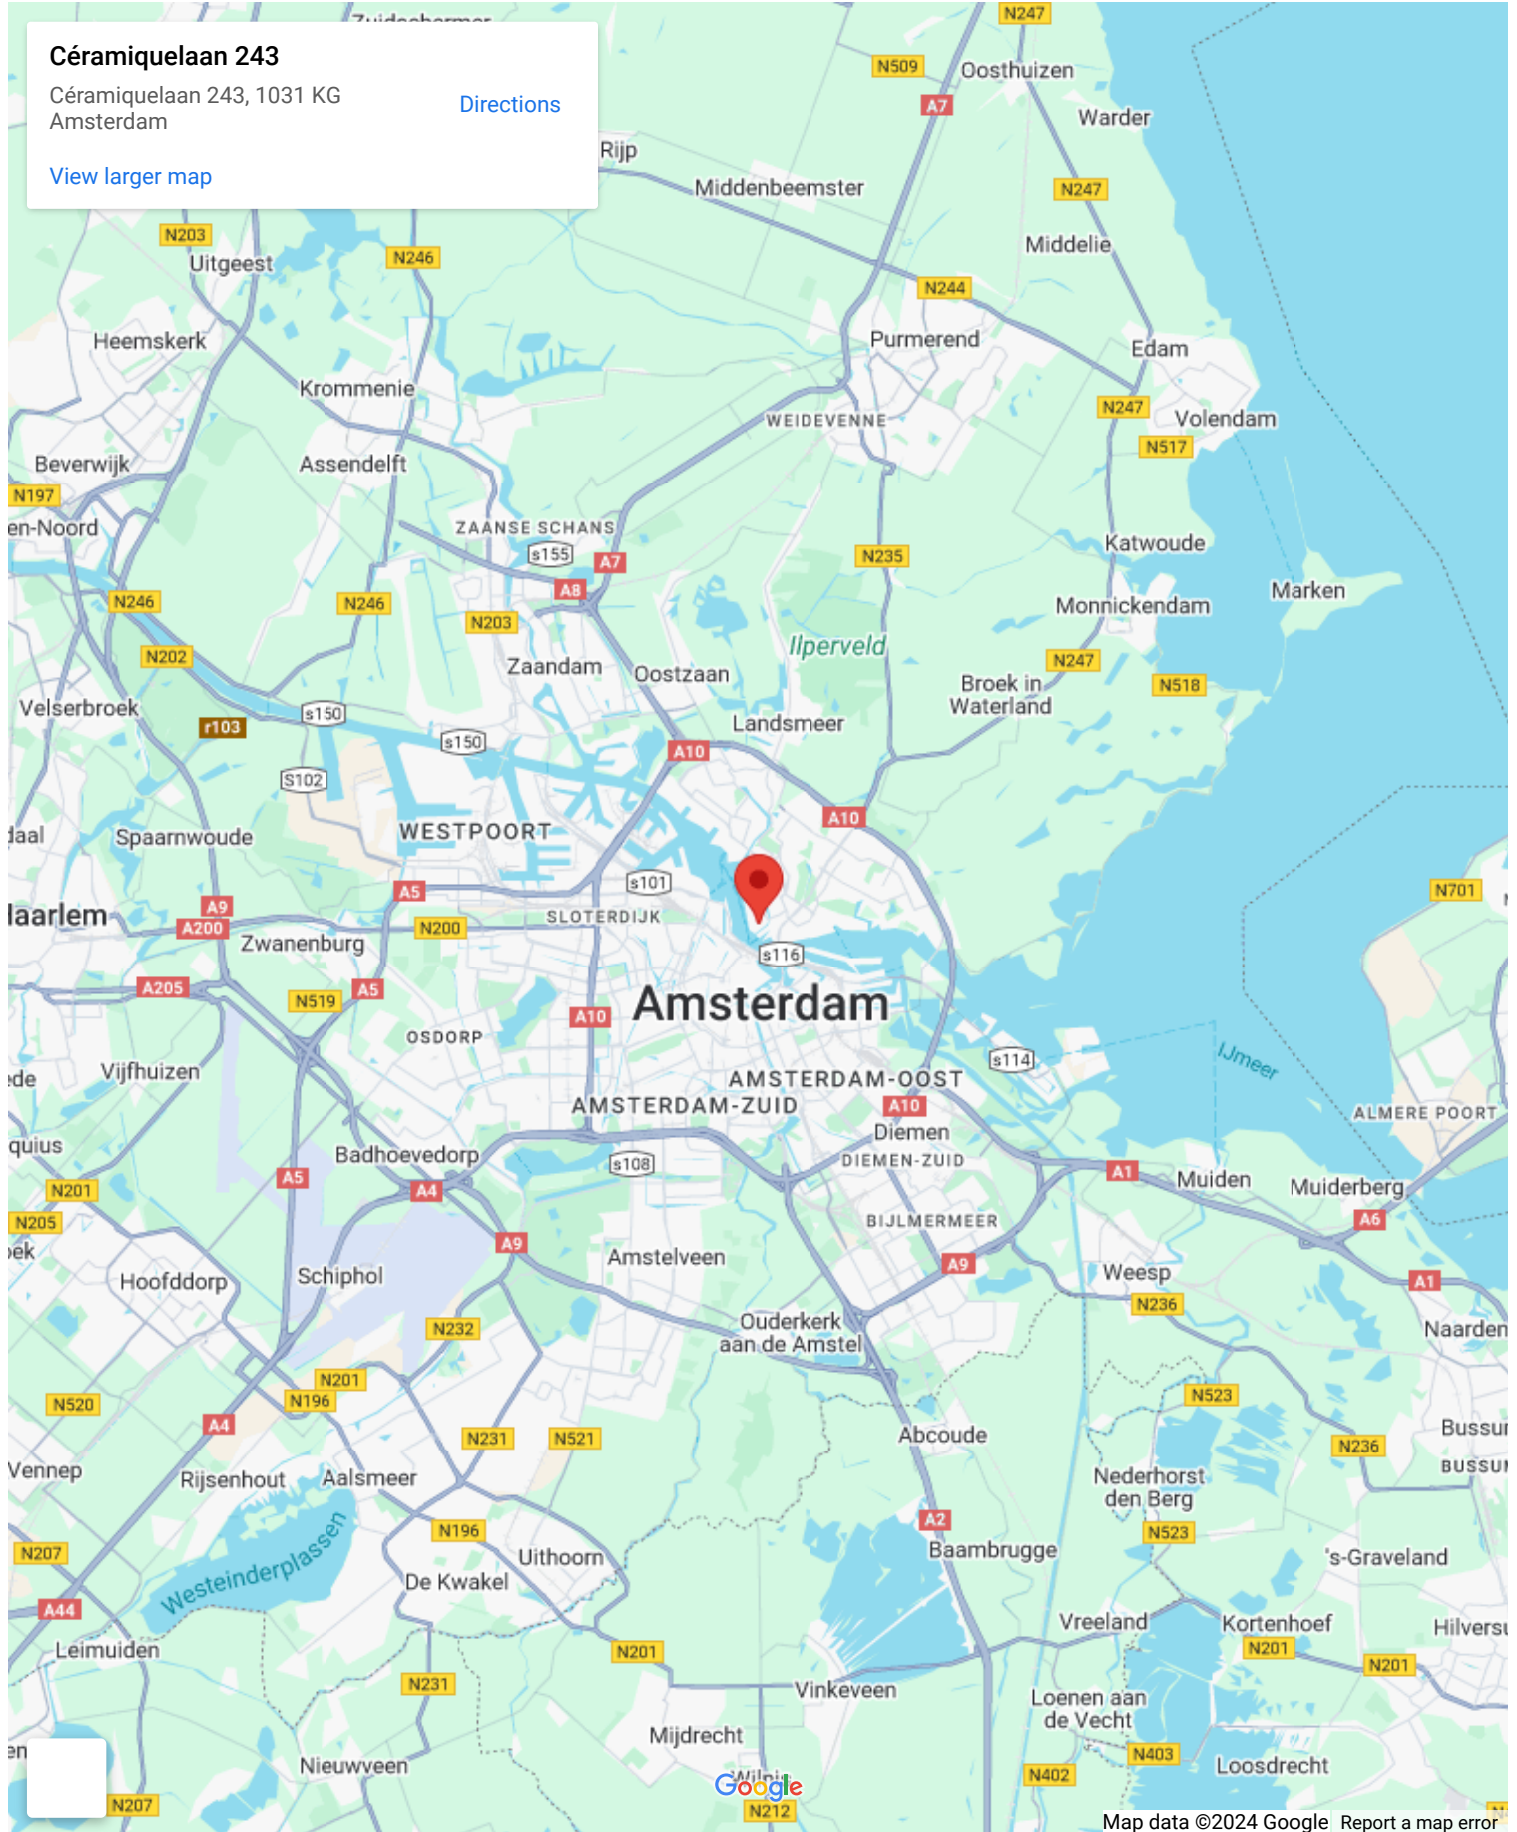 Céramiquelaan 243
Céramiquelaan 243, 1031 KG
Amsterdam
Directions
View larger map
N247
N509
Oosthuizen
A7
Warder
Rijp
Middenbeemster
N247
N203
Uitgeest
N246
Middelie
N244
Heemskerk
Purmerend
Edam
Krommenie
N247
Volendam
WEIDEVENNE
N517
Beverwijk
Assendelft
N197
en-Noord
ZAANSE SCHANS
s155
A7
N235
Katwoude
A8
Marken
N246
N246
N203
Monnickendam
Ilperveld
N202
Zaandam
Oostzaan
N247
Broek in
Waterland
N518
Velserbroek
s150
r103
Landsmeer
s150
A10
S102
A10
daal
Spaarnwoude
WESTPOORT
A5
s101
N701
A9
Haarlem
A200
N200
SLOTERDIJK
Zwanenburg
s116
A205
A5
N519
Amsterdam
A10
OSDORP
s114
IJmeer
Vijfhuizen
ede
AMSTERDAM-OOST
AMSTERDAM-ZUID
A10
ALMERE POORT
Diemen
quius
Badhoevedorp
s108
DIEMEN-ZUID
A5
A4
A1
Muiden
Muiderberg
N201
N205
BIJLMERMEER
A6
A9
oek
Amstelveen
A9
Hoofddorp
Schiphol
Weesp
A1
N236
N232
Ouderkerk
aan de Amstel
Naarden
N201
N196
N520
N523
A4
N231
N521
Abcoude
Bussum
N236
Vennep
Rijsenhout
Aalsmeer
Nederhorst
den Berg
BUSSUM
Westeinderplassen
N196
A2
N523
N207
Uithoorn
Baambrugge
's-Graveland
De Kwakel
A44
Vreeland
Kortenhoef
Hilversu
Leimuiden
N201
N201
N201
N231
Vinkeveen
Loenen aan
de Vecht
Mijdrecht
N403
Nieuwveen
Loosdrecht
N402
Google
N207
N212
Map data ©2024 Google
Report a map error